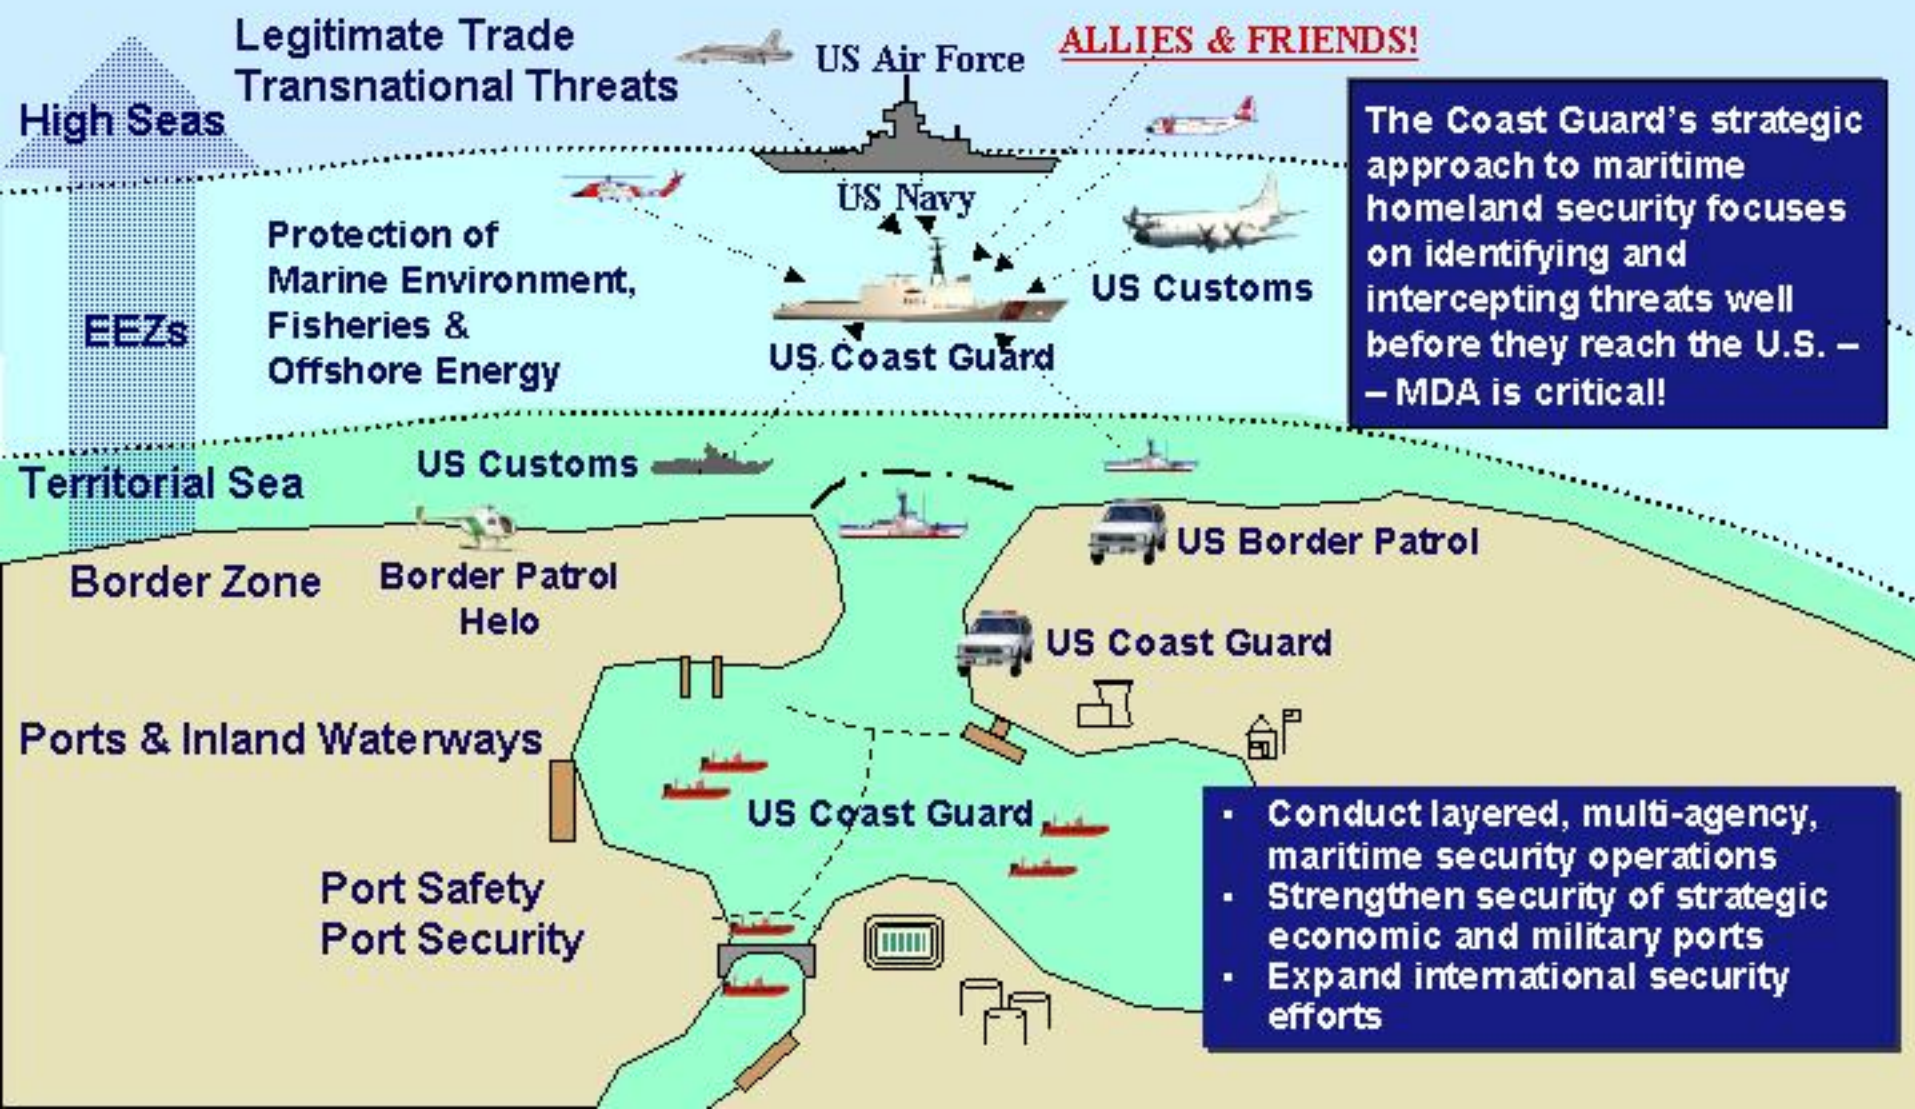 Legitimate Trade
Transnational Threats
High Seas
US Air Force
ALLIES & FRIENDS!
US Navy
The Coast Guard's strategic
approach to maritime
homeland security focuses
on identifying and
intercepting threats well
before they reach the U.S. –
– MDA is critical!
Protection of
Marine Environment,
Fisheries &
Offshore Energy
EEZs
US Customs
US Coast Guard
Territorial Sea
US Customs
Border Zone
Border Patrol
Helo
US Border Patrol
US Coast Guard
Ports & Inland Waterways
US Coast Guard
Port Safety
Port Security
▪ Conduct layered, multi-agency,
maritime security operations
▪ Strengthen security of strategic
economic and military ports
▪ Expand international security
efforts